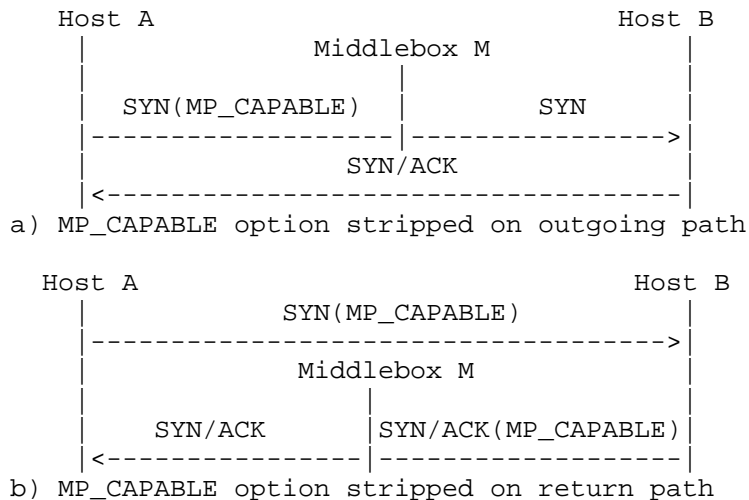 Host A Host B
Middlebox M
SYN(MP_CAPABLE) SYN
SYN/ACK
a) MP_CAPABLE option stripped on outgoing path
Host A Host B
SYN(MP_CAPABLE)
Middlebox M
SYN/ACK SYN/ACK(MP_CAPABLE)
b) MP_CAPABLE option stripped on return path